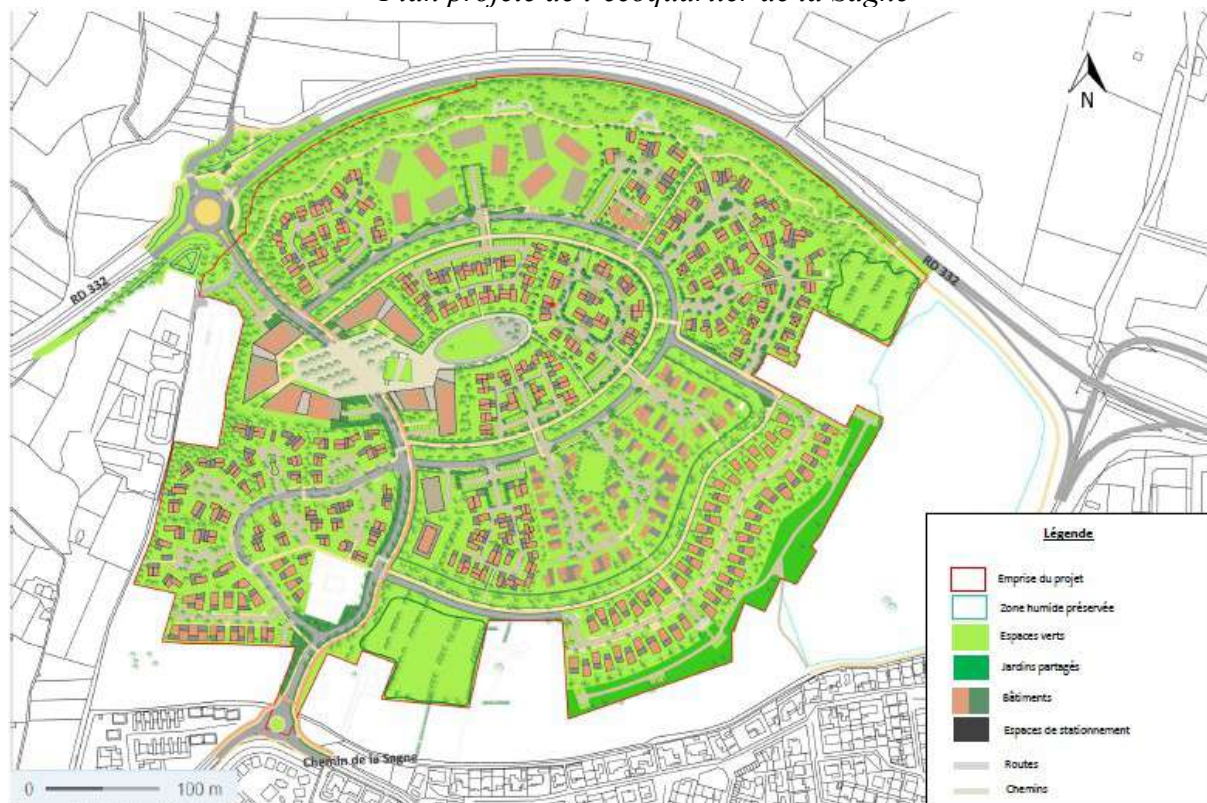 Plan projeté de l'écoquartier de la Sagne
N
RD 332
RD 332
Légende
Emprise du projet
Zone humide préservée
Espaces verts
Jardins partagés
Bâtiments
Espaces de stationnement
Routes
Chemins
Chemin de la Sagne
0 100 m